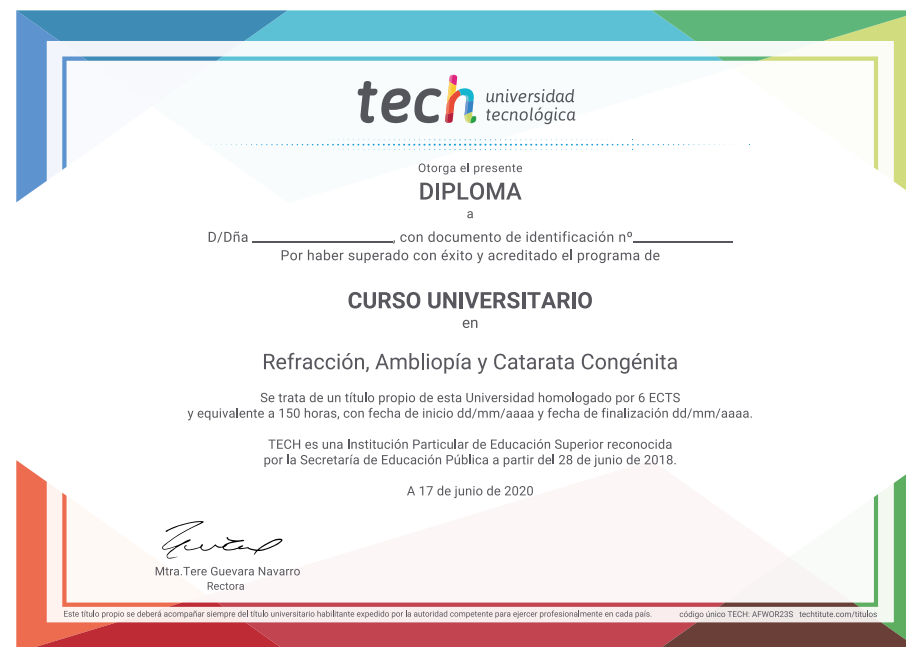 tech universidad
tecnológica
Otorga el presente
DIPLOMA
a
D/Dña ____________________, con documento de identificación nº______________
Por haber superado con éxito y acreditado el programa de
CURSO UNIVERSITARIO
en
Refracción, Ambliopía y Catarata Congénita
Se trata de un título propio de esta Universidad homologado por 6 ECTS
y equivalente a 150 horas, con fecha de inicio dd/mm/aaaa y fecha de finalización dd/mm/aaaa.
TECH es una Institución Particular de Educación Superior reconocida
por la Secretaría de Educación Pública a partir del 28 de junio de 2018.
A 17 de junio de 2020
Mtra.Tere Guevara Navarro
Rectora
Este título propio se deberá acompañar siempre del título universitario habilitante expedido por la autoridad competente para ejercer profesionalmente en cada país. código único TECH: AFWOR23S techtitute.com/titulos